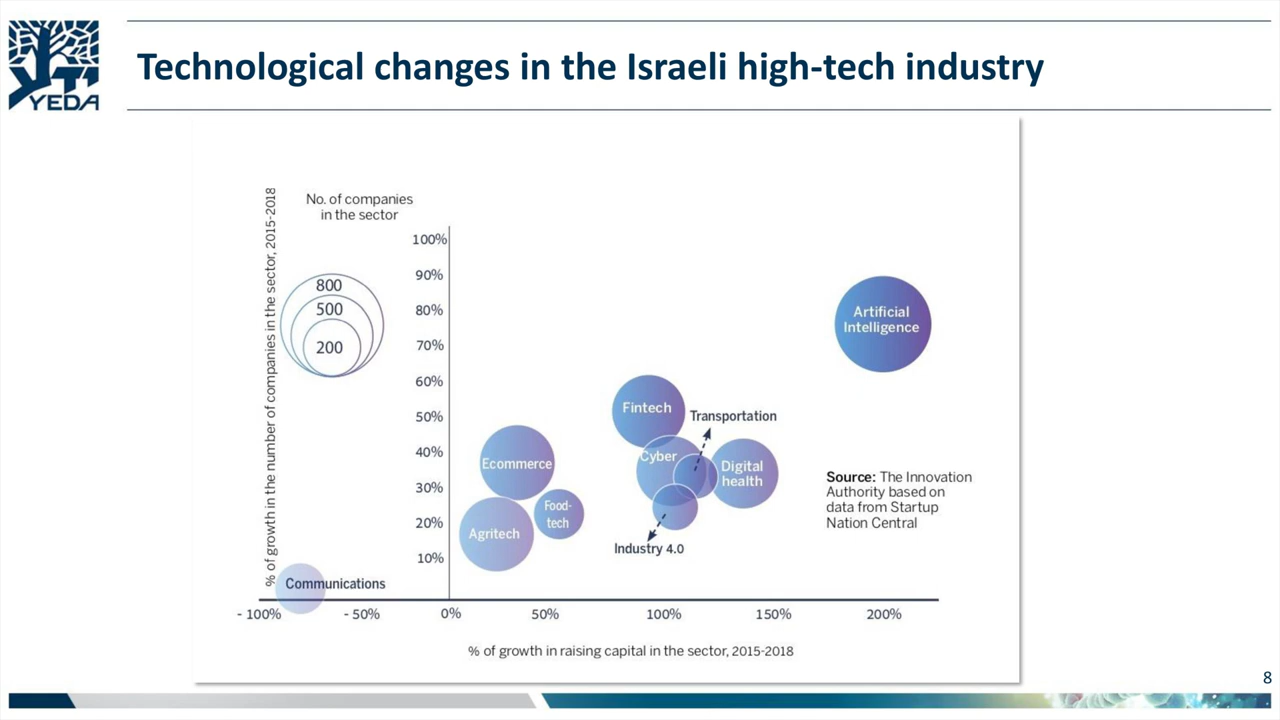 YEDA
Technological changes in the Israeli high-tech industry
% of growth in the number of companies in the sector, 2015-2018
No. of companies
in the sector
800
500
200
100%
90%
80%
70%
60%
50%
40%
30%
20%
10%
Artificial
Intelligence
Fintech
Transportation
Cyber
Digital
health
Ecommerce
Food-
tech
Agritech
Industry 4.0
Communications
Source: The Innovation
Authority based on
data from Startup
Nation Central
- 100%
- 50%
0%
50%
100%
150%
200%
% of growth in raising capital in the sector, 2015-2018
8